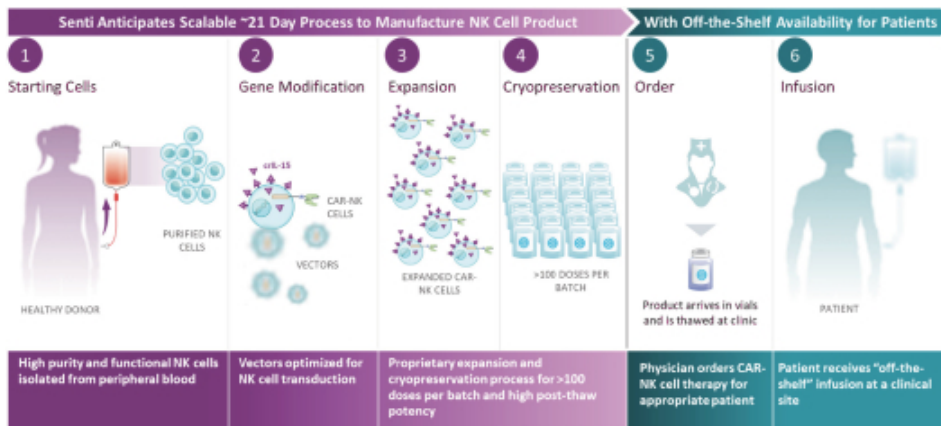 Senti Anticipates Scalable ~21 Day Process to Manufacture NK Cell Product
With Off-the-Shelf Availability for Patients
1
Starting Cells
HEALTHY DONOR
PURIFIED NK
CELLS
High purity and functional NK cells
isolated from peripheral blood
2
Gene Modification
crIL-15
CAR-NK
CELLS
VECTORS
Vectors optimized for
NK cell transduction
3
Expansion
EXPANDED CAR-
NK CELLS
4
Cryopreservation
>100 DOSES PER
BATCH
Proprietary expansion and
cryopreservation process for >100
doses per batch and high post-thaw
potency
5
Order
Product arrives in vials
and is thawed at clinic
Physician orders CAR-
NK cell therapy for
appropriate patient
6
Infusion
PATIENT
Patient receives "off-the-
shelf" infusion at a clinical
site